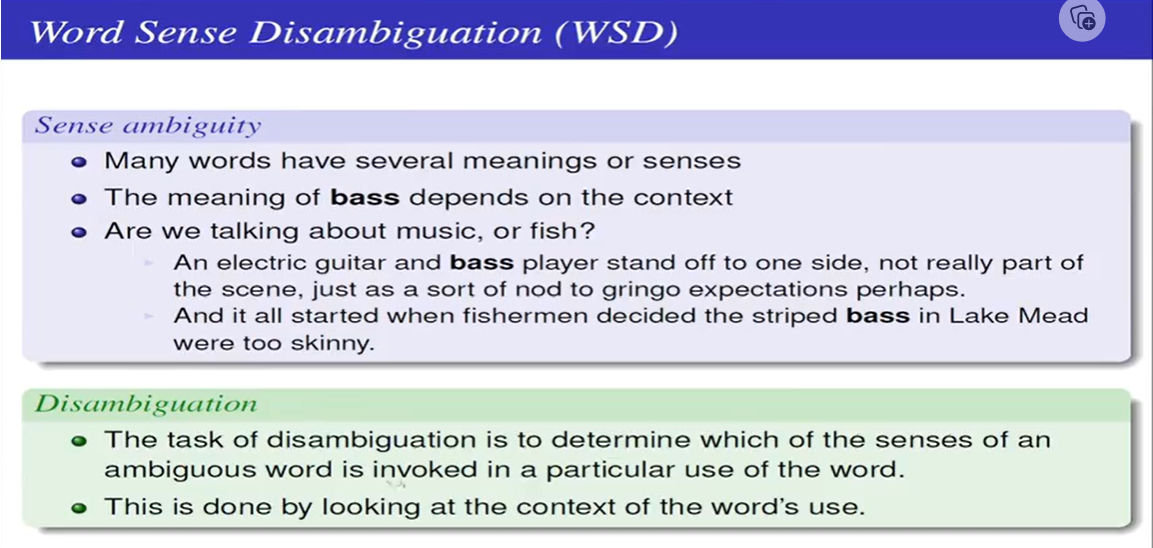 Word Sense Disambiguation (WSD)
Sense ambiguity
Many words have several meanings or senses
The meaning of bass depends on the context
Are we talking about music, or fish?
An electric guitar and bass player stand off to one side, not really part of
the scene, just as a sort of nod to gringo expectations perhaps.
And it all started when fishermen decided the striped bass in Lake Mead
were too skinny.
Disambiguation
The task of disambiguation is to determine which of the senses of an
ambiguous word is invoked in a particular use of the word.
This is done by looking at the context of the word's use.